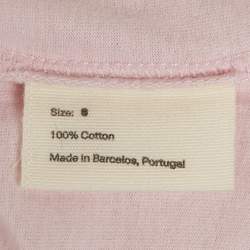 Size: S
100% Cotton
Made in Barcelos, Portugal